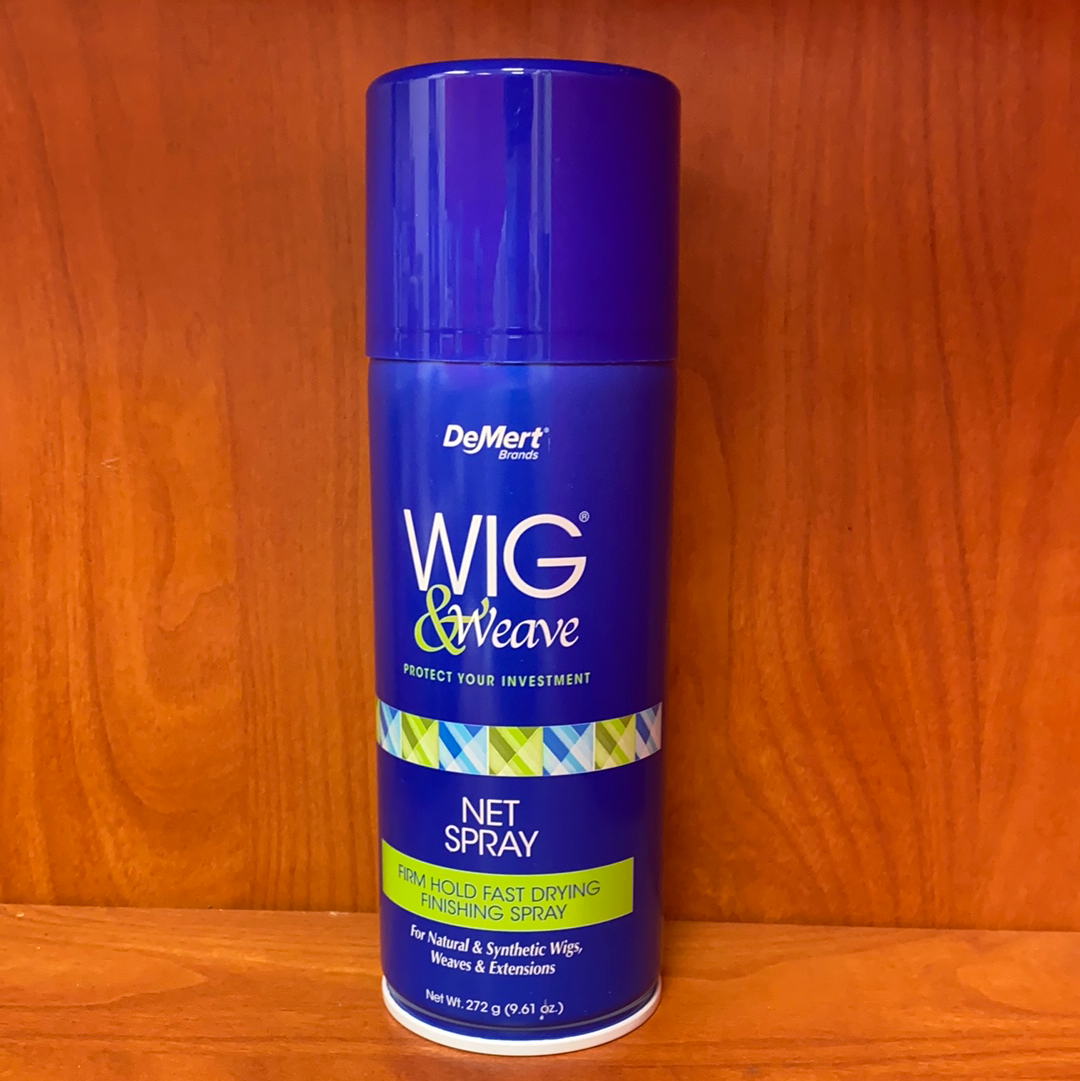 DeMert®
Brands
WIG®
& Weave
PROTECT YOUR INVESTMENT
NET
SPRAY
FIRM HOLD FAST DRYING
FINISHING SPRAY
For Natural & Synthetic Wigs,
Weaves & Extensions
Net Wt. 272 g (9.61 oz.)